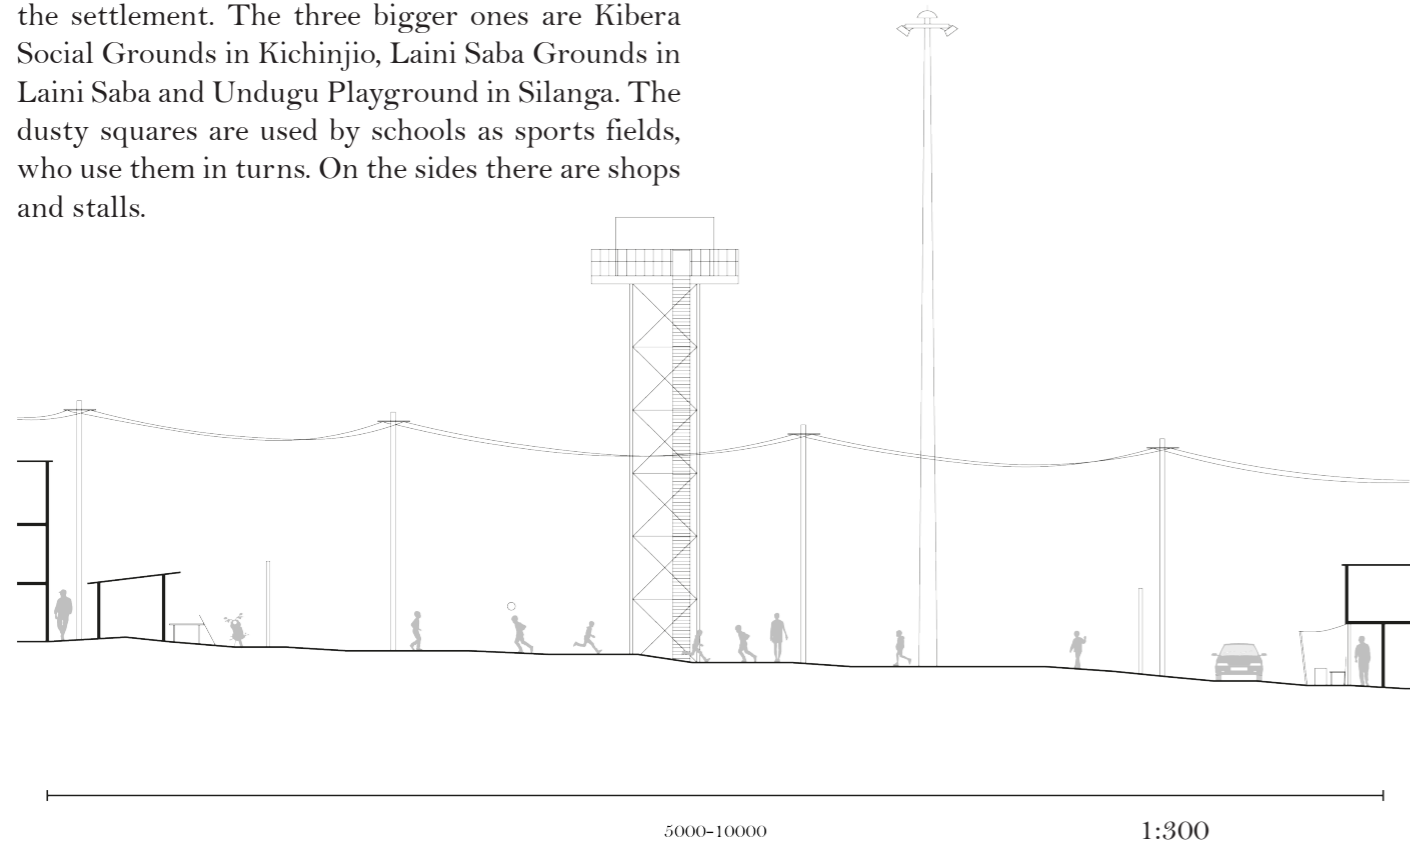 the settlement. The three bigger ones are Kibera
Social Grounds in Kichinjio, Laini Saba Grounds in
Laini Saba and Undugu Playground in Silanga. The
dusty squares are used by schools as sports fields,
who use them in turns. On the sides there are shops
and stalls.
5000-10000
1:300